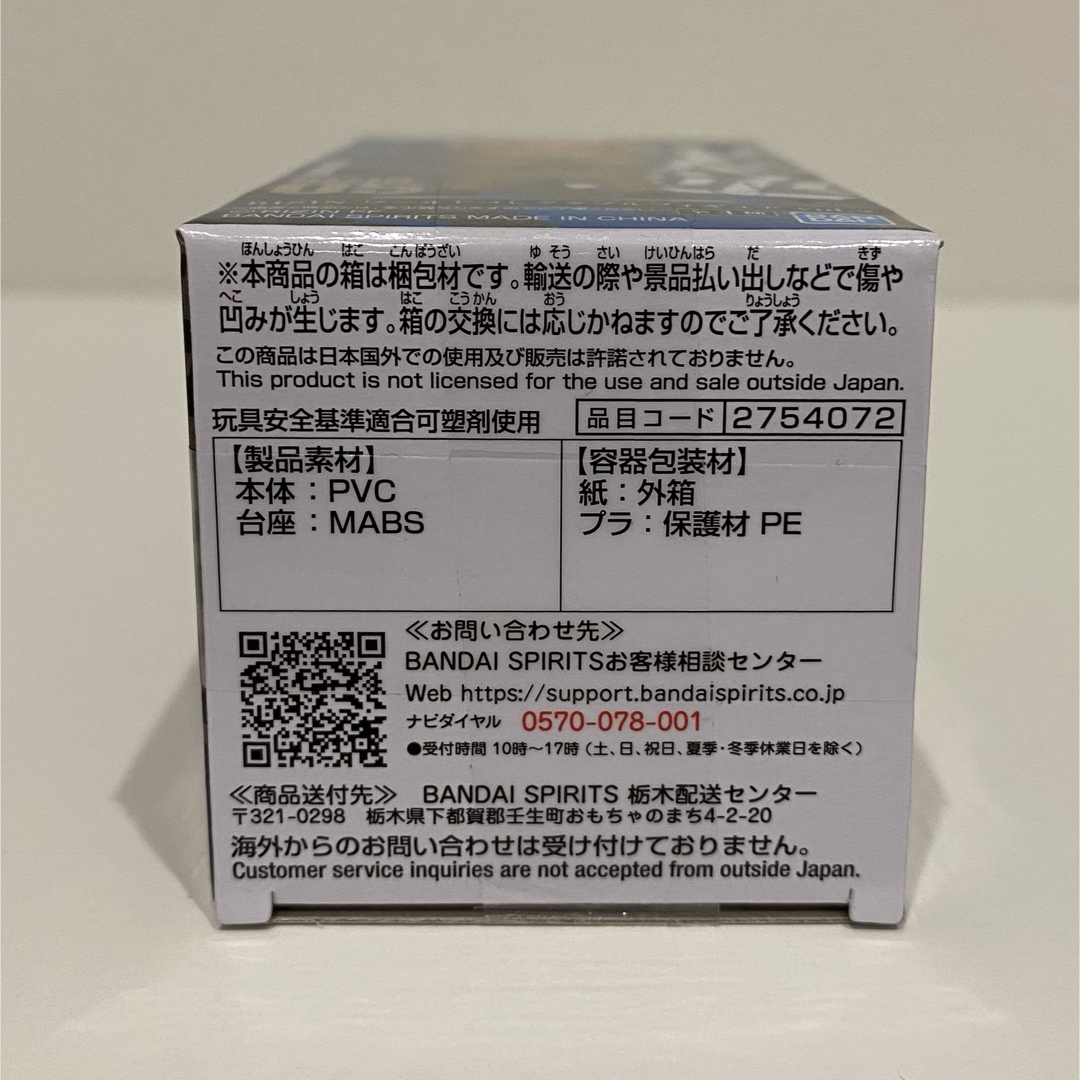 BANDAI SPIRITS MADE IN CHINA
BANDAI
ほんしょうひん はこ こんぽうざい ゆ そう さい けいひんはら だ きず
※本商品の箱は梱包材です。輸送の際や景品払い出しなどで傷や
へこ しょう はこ こうかん おう りょうしょう
凹みが生じます。箱の交換には応じかねますのでご了承ください。
この商品は日本国外での使用及び販売は許諾されておりません。
This product is not licensed for the use and sale outside Japan.
玩具安全基準適合可塑剤使用 品目コード 2754072
【製品素材】
本体：PVC
台座：MABS
【容器包装材】
紙：外箱
プラ：保護材 PE
≪お問い合わせ先≫
BANDAI SPIRITSお客様相談センター
Web https://support.bandaispirits.co.jp
ナビダイヤル 0570-078-001
●受付時間 10時〜17時（土、日、祝日、夏季・冬季休業日を除く）
≪商品送付先≫ BANDAI SPIRITS 栃木配送センター
〒321-0298 栃木県下都賀郡壬生町おもちゃのまち4-2-20
海外からのお問い合わせは受け付けておりません。
Customer service inquiries are not accepted from outside Japan.